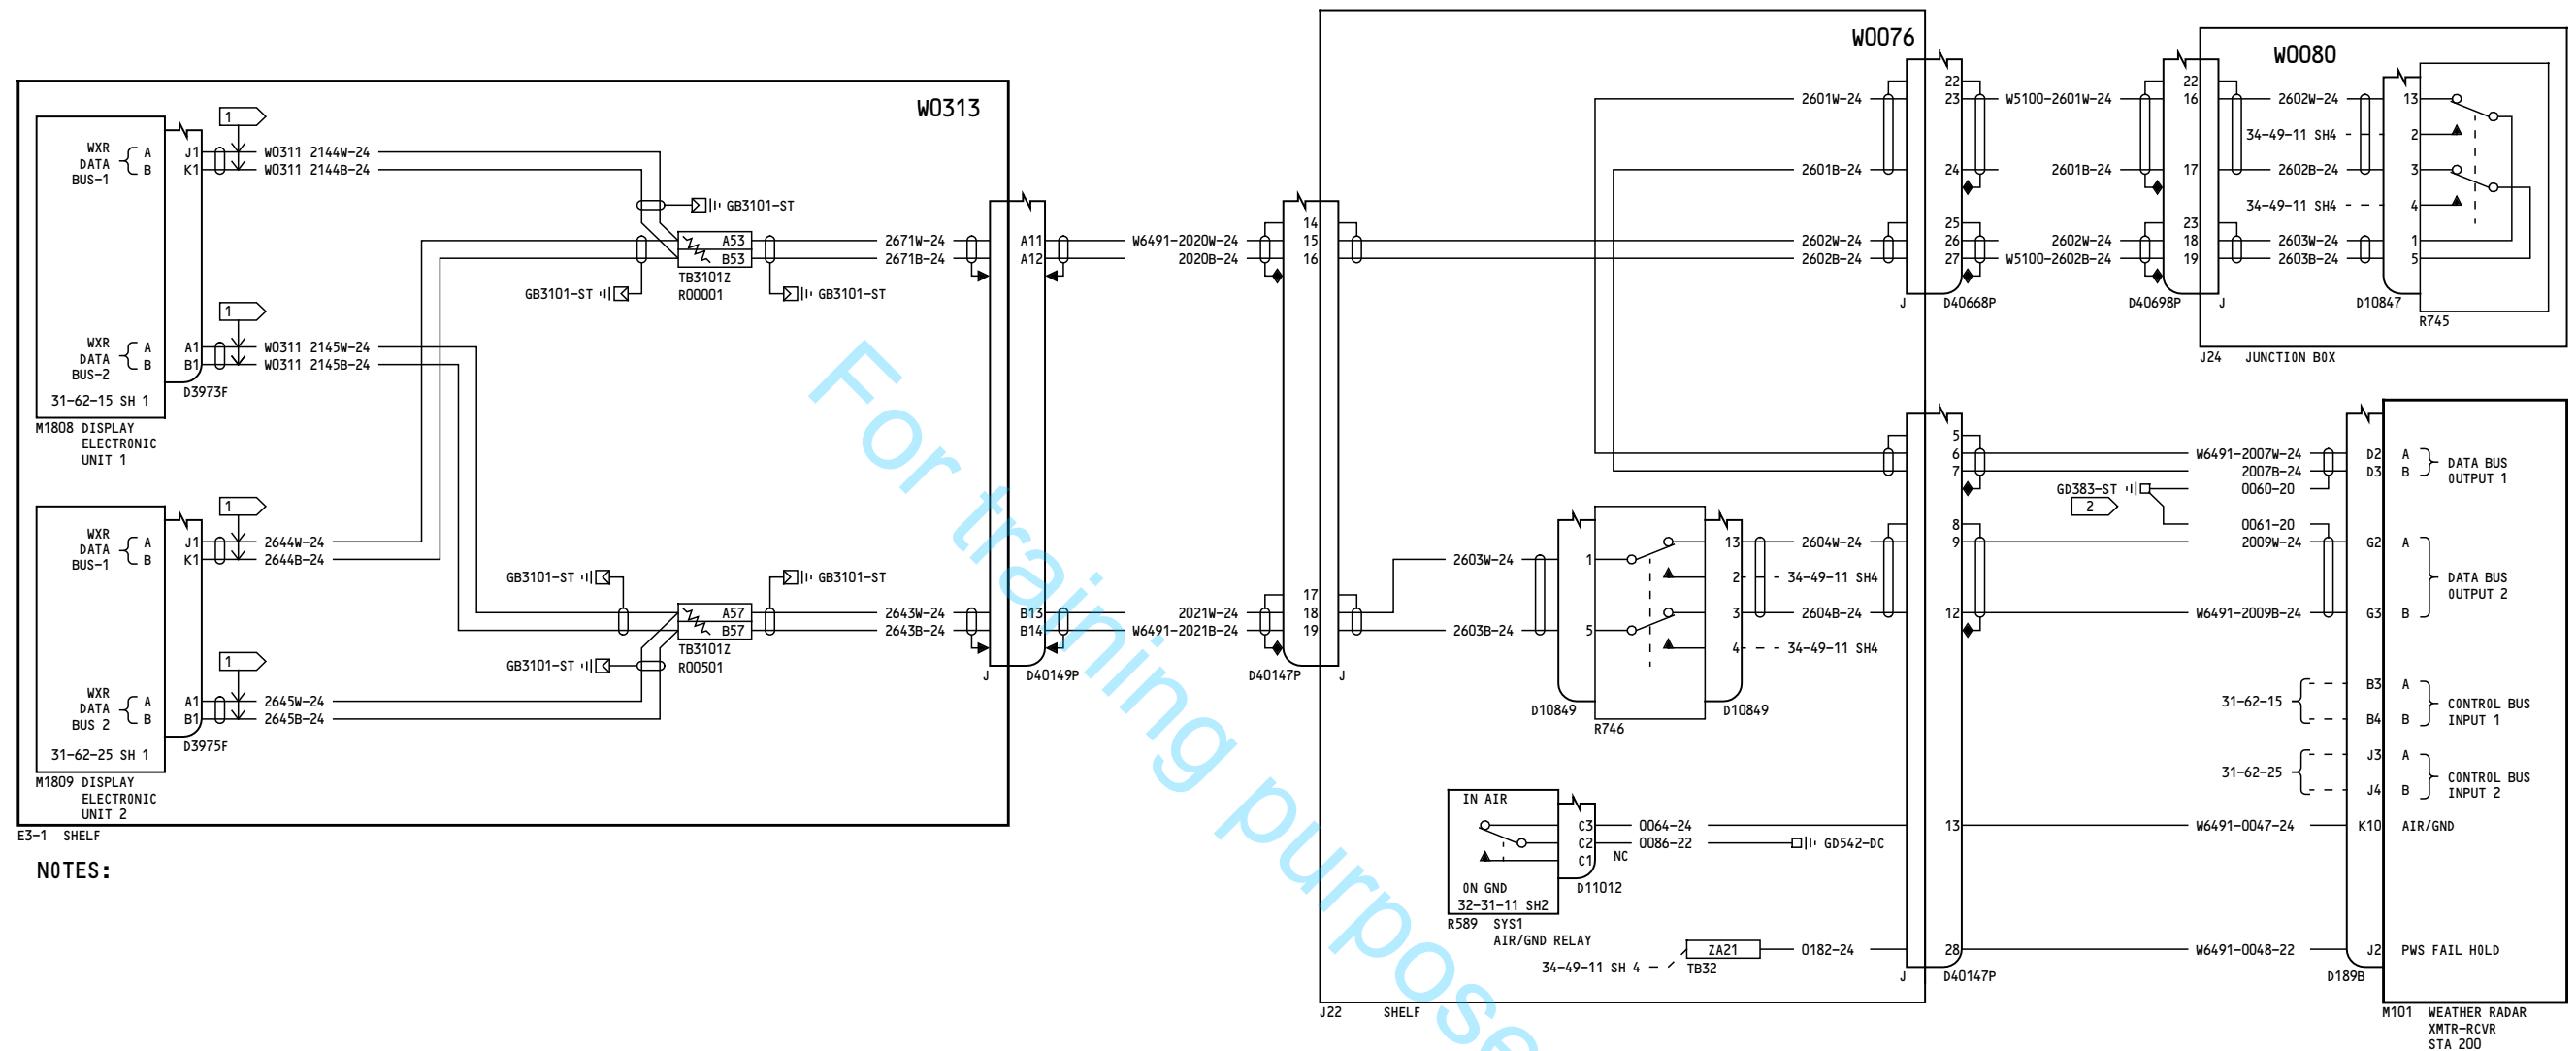 W0313
1
WXR
DATA
BUS-1
A
B
J1
K1
W0311 2144W-24
W0311 2144B-24
GB3101-ST
A53
B53
TB3101Z
R00001
GB3101-ST
GB3101-ST
2671W-24
2671B-24
A11
A12
1
WXR
DATA
BUS-2
A
B
A1
B1
W0311 2145W-24
W0311 2145B-24
D3973F
31-62-15 SH 1
M1808 DISPLAY
ELECTRONIC
UNIT 1
1
WXR
DATA
BUS-1
A
B
J1
K1
2644W-24
2644B-24
GB3101-ST
GB3101-ST
A57
B57
TB3101Z
R00501
GB3101-ST
2643W-24
2643B-24
B13
B14
J
D40149P
1
WXR
DATA
BUS 2
A
B
A1
B1
2645W-24
2645B-24
D3975F
31-62-25 SH 1
M1809 DISPLAY
ELECTRONIC
UNIT 2
E3-1 SHELF
NOTES:
W6491-2020W-24
2020B-24
14
15
16
2021W-24
W6491-2021B-24
17
18
19
D40147P
J
W0076
2601W-24
2601B-24
2602W-24
2602B-24
22
23
24
25
26
27
J
D40668P
W5100-2601W-24
2601B-24
2602W-24
W5100-2602B-24
22
16
17
23
18
19
D40698P
J
W0080
2602W-24
34-49-11 SH4
2602B-24
34-49-11 SH4
2603W-24
2603B-24
13
2
3
4
1
5
D10847
R745
J24 JUNCTION BOX
5
6
7
8
9
12
13
28
J
D40147P
2603W-24
2603B-24
1
5
D10849
R746
13
2
3
4
D10849
2604W-24
34-49-11 SH4
2604B-24
34-49-11 SH4
IN AIR
C3
C2
C1
0064-24
0086-22
NC
GD542-DC
ON GND
32-31-11 SH2
D11012
R589 SYS1
AIR/GND RELAY
34-49-11 SH 4
ZA21
TB32
0182-24
J22 SHELF
W6491-2007W-24
2007B-24
0060-20
GD383-ST
2
0061-20
2009W-24
W6491-2009B-24
D2
D3
A
B
DATA BUS
OUTPUT 1
G2
G3
A
B
DATA BUS
OUTPUT 2
31-62-15
B3
B4
A
B
CONTROL BUS
INPUT 1
31-62-25
J3
J4
A
B
CONTROL BUS
INPUT 2
W6491-0047-24
K10
AIR/GND
W6491-0048-22
J2
PWS FAIL HOLD
D189B
M101 WEATHER RADAR
XMTR-RCVR
STA 200
For training purpose